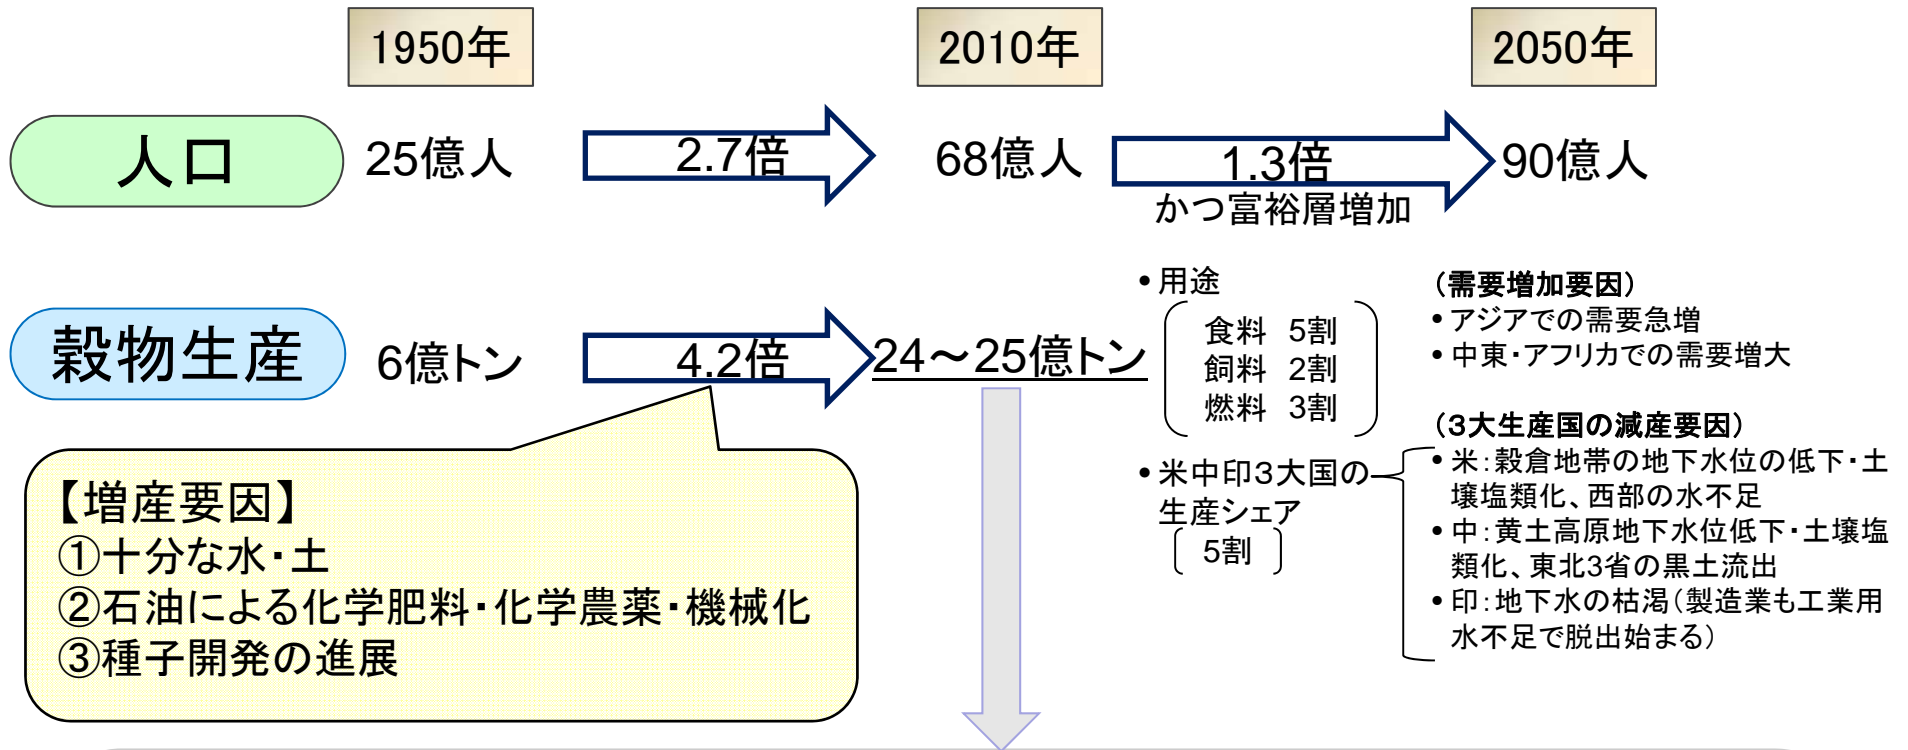 1950年
2010年
2050年
人口
25億人
2.7倍
68億人
1.3倍
かつ富裕層増加
90億人
穀物生産
6億トン
4.2倍
24～25億トン
•用途
食料 5割
飼料 2割
燃料 3割
•米中印3大国の
生産シェア
5割
（需要増加要因）
•アジアでの需要急増
•中東・アフリカでの需要増大
（３大生産国の減産要因）
•米：穀倉地帯の地下水位の低下・土
壌塩類化、西部の水不足
•中：黄土高原地下水位低下・土壌塩
類化、東北3省の黒土流出
•印：地下水の枯渇（製造業も工業用
水不足で脱出始まる）
【増産要因】
①十分な水・土
②石油による化学肥料・化学農薬・機械化
③種子開発の進展